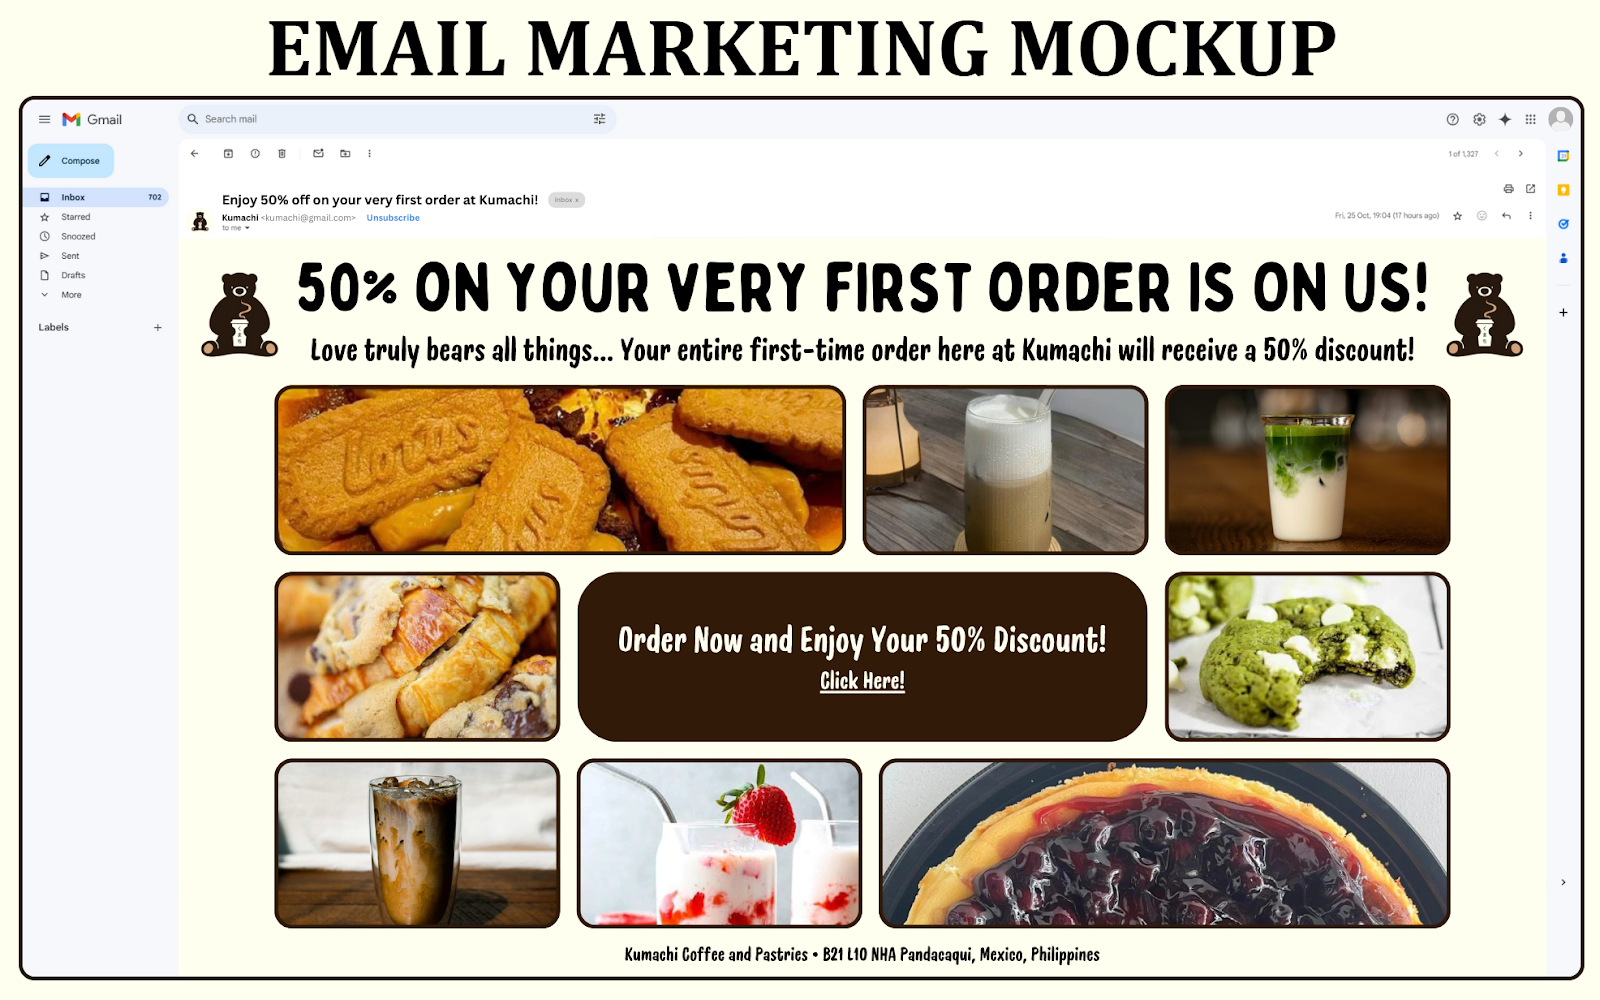 EMAIL MARKETING MOCKUP
Gmail
Search mail
Compose
1 of 1,327
Inbox 702
Starred
Snoozed
Sent
Drafts
More
Labels
Enjoy 50% off on your very first order at Kumachi! Inbox x
Kumachi <kumachi@gmail.com> Unsubscribe
to me
Fri, 25 Oct, 19:04 (17 hours ago)
50% ON YOUR VERY FIRST ORDER IS ON US!
Love truly bears all things... Your entire first-time order here at Kumachi will receive a 50% discount!
Lotus
Order Now and Enjoy Your 50% Discount!
Click Here!
Kumachi Coffee and Pastries • B21 L10 NHA Pandacaqui, Mexico, Philippines